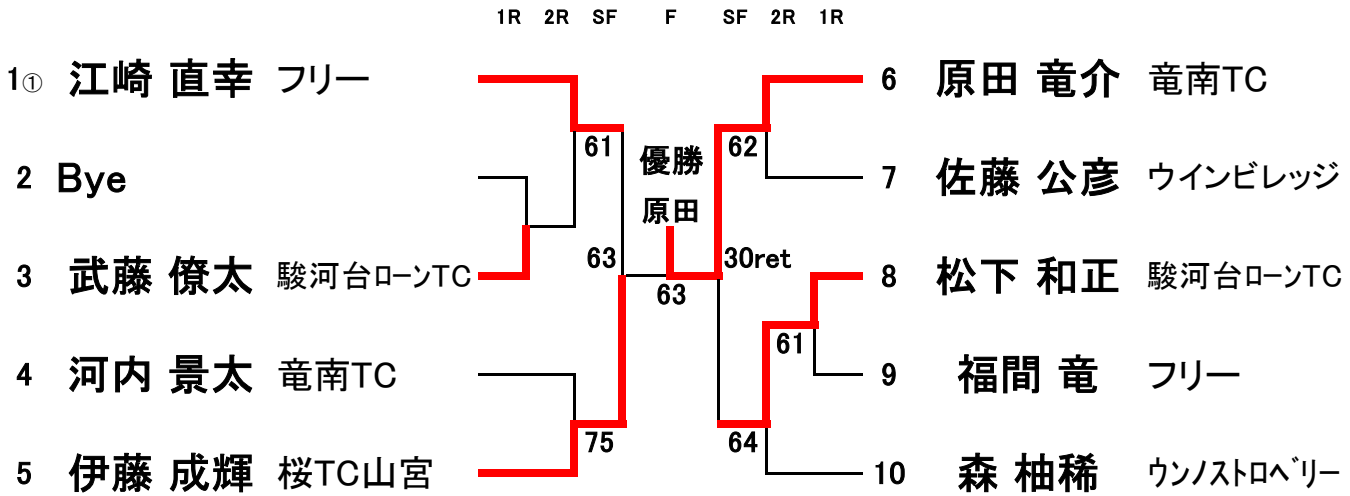 1R 2R SF F SF 2R 1R
1① 江崎 直幸 フリー
6 原田 竜介 竜南TC
61
優勝
62
2 Bye
7 佐藤 公彦 ウインビレッジ
原田
63
30ret
3 武藤 僚太 駿河台ローンTC
8 松下 和正 駿河台ローンTC
63
61
4 河内 景太 竜南TC
9 福間 竜 フリー
75
64
5 伊藤 成輝 桜TC山宮
10 森 柚稀 ウンノストロベリー